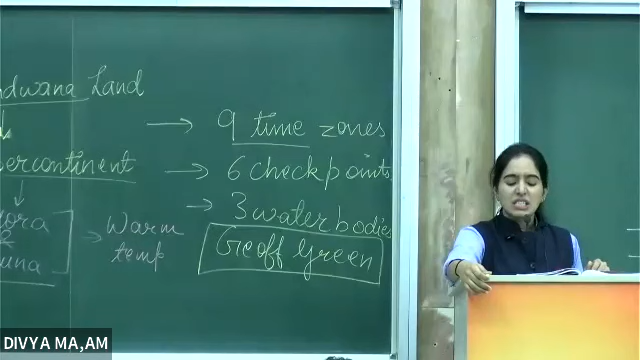 ndwana Land
→ 9 time zones
ercontinent → 6 checkpoints
→ 3 water bodies
ora
una
→ Warm temp
Geoff Green
DIVYA MA,AM